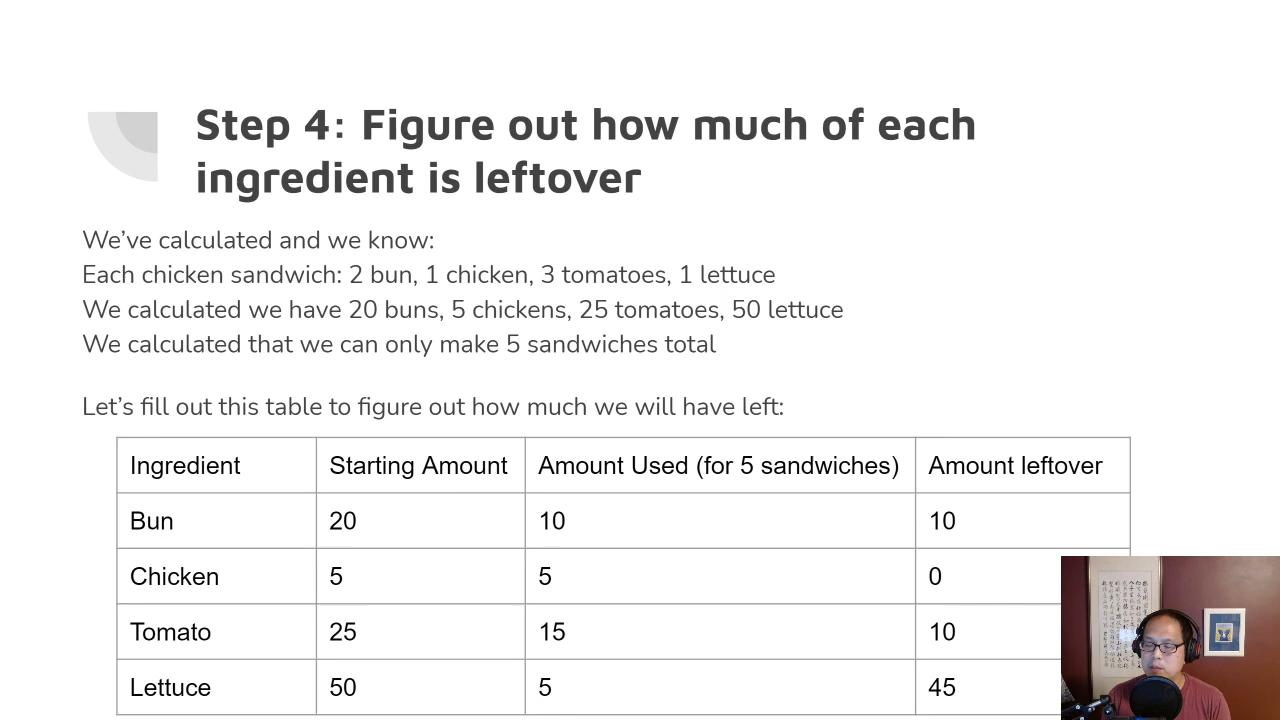 Step 4: Figure out how much of each
ingredient is leftover
We’ve calculated and we know:
Each chicken sandwich: 2 bun, 1 chicken, 3 tomatoes, 1 lettuce
We calculated we have 20 buns, 5 chickens, 25 tomatoes, 50 lettuce
We calculated that we can only make 5 sandwiches total
Let’s fill out this table to figure out how much we will have left:
Ingredient Starting Amount Amount Used (for 5 sandwiches) Amount leftover
Bun 20 10 10
Chicken 5 5 0
Tomato 25 15 10
Lettuce 50 5 45